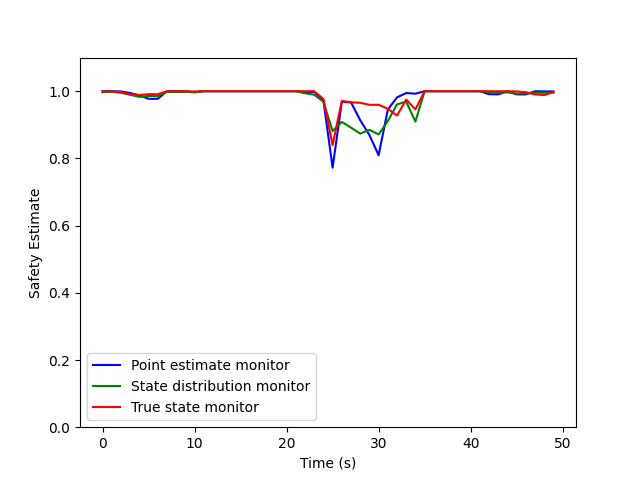 1.0
0.8
0.6
0.4
0.2
0.0
Safety Estimate
Point estimate monitor
State distribution monitor
True state monitor
0 10 20 30 40 50
Time (s)